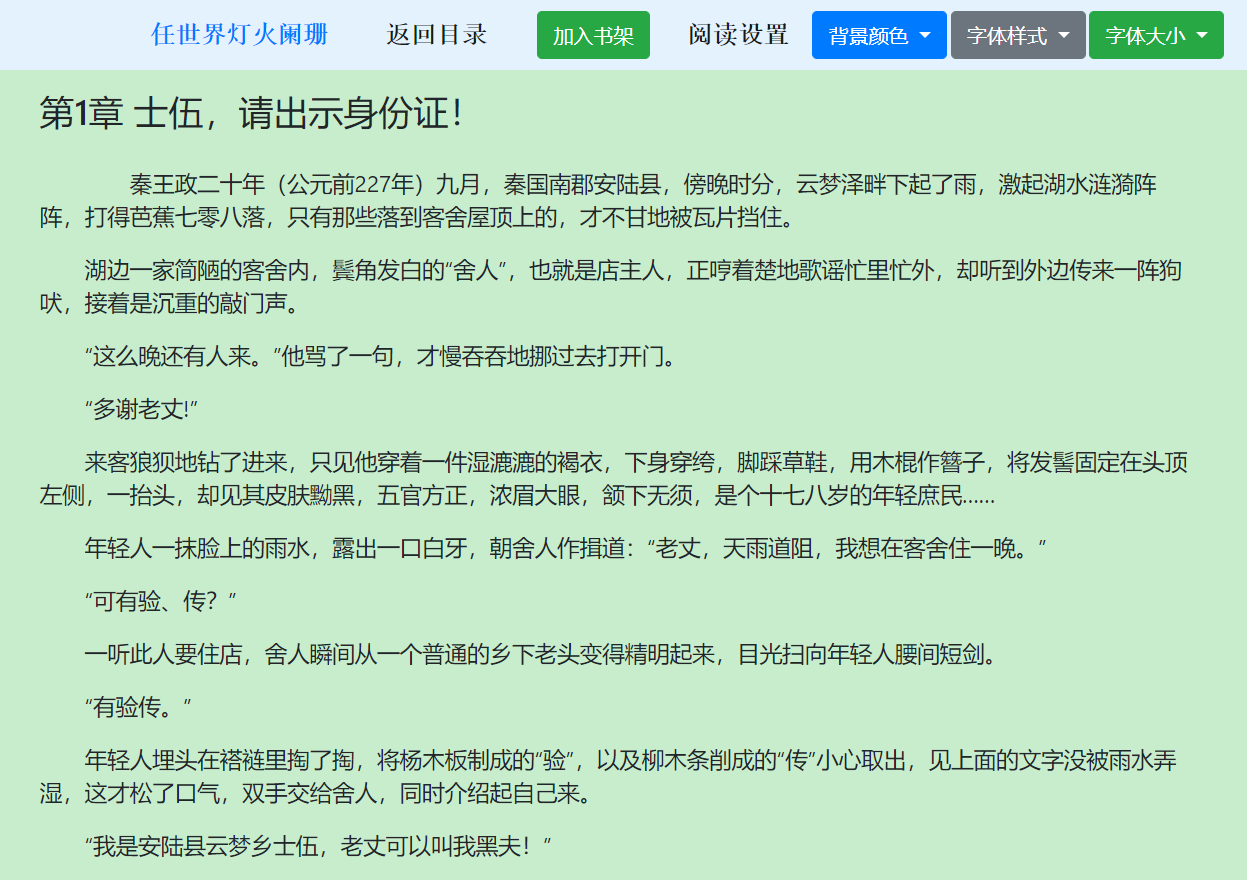 任世界灯火阑珊 返回目录 加入书架 阅读设置 背景颜色 字体样式 字体大小
第1章 士伍，请出示身份证！
秦王政二十年（公元前227年）九月，秦国南郡安陆县，傍晚时分，云梦泽畔下起了雨，激起湖水涟漪阵
阵，打得芭蕉七零八落，只有那些落到客舍屋顶上的，才不甘地被瓦片挡住。
湖边一家简陋的客舍内，鬓角发白的“舍人”，也就是店主人，正哼着楚地歌谣忙里忙外，却听到外边传来一阵狗
吠，接着是沉重的敲门声。
“这么晚还有人来。”他骂了一句，才慢吞吞地挪过去打开门。
“多谢老丈!”
来客狼狈地钻了进来，只见他穿着一件湿漉漉的褐衣，下身穿绔，脚踩草鞋，用木棍作簪子，将发髻固定在头顶
左侧，一抬头，却见其皮肤黝黑，五官方正，浓眉大眼，颔下无须，是个十七八岁的年轻庶民……
年轻人一抹脸上的雨水，露出一口白牙，朝舍人作揖道：“老丈，天雨道阻，我想在客舍住一晚。”
“可有验、传？”
一听此人要住店，舍人瞬间从一个普通的乡下老头变得精明起来，目光扫向年轻人腰间短剑。
“有验传。”
年轻人埋头在褡裢里掏了掏，将杨木板制成的“验”，以及柳木条削成的“传”小心取出，见上面的文字没被雨水弄
湿，这才松了口气，双手交给舍人，同时介绍起自己来。
“我是安陆县云梦乡士伍，老丈可以叫我黑夫！”